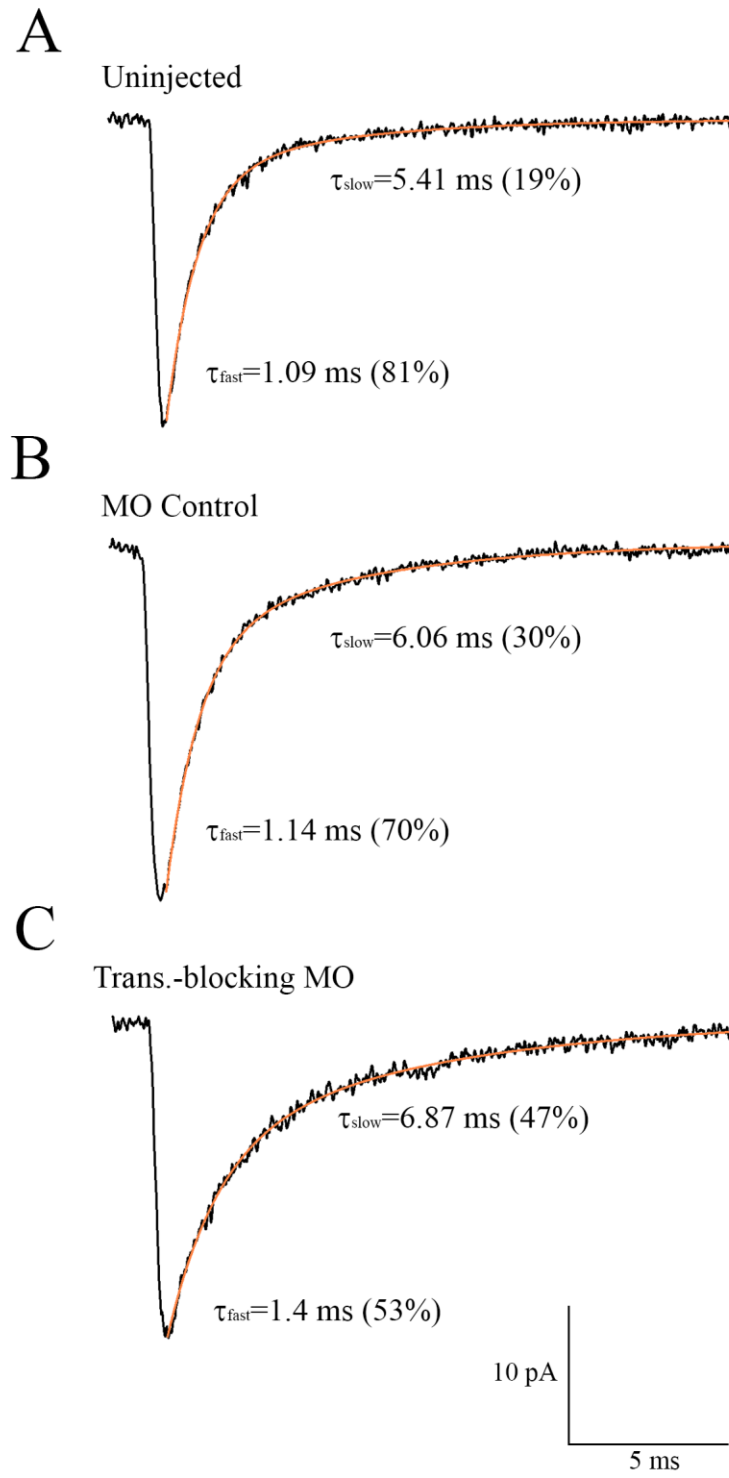 A
Uninjected
τslow=5.41 ms (19%)
τfast=1.09 ms (81%)
B
MO Control
τslow=6.06 ms (30%)
τfast=1.14 ms (70%)
C
Trans.-blocking MO
τslow=6.87 ms (47%)
τfast=1.4 ms (53%)
10 pA
5 ms